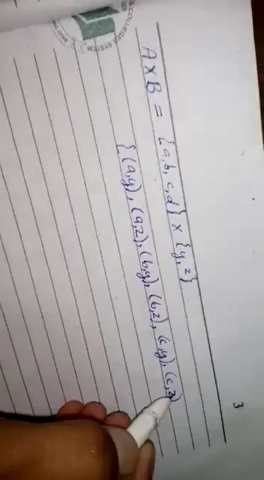 3
A × B = {a,b,c,d} × {y,z}
{(a,y), (a,z), (b,y), (b,z), (c,y), (c,z)